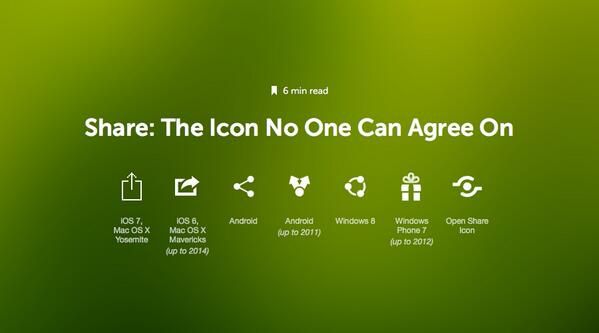 6 min read
Share: The Icon No One Can Agree On
iOS 7,
Mac OS X
Yosemite
iOS 6,
Mac OS X
Mavericks
(up to 2014)
Android
Android
(up to 2011)
Windows 8
Windows
Phone 7
(up to 2012)
Open Share
Icon